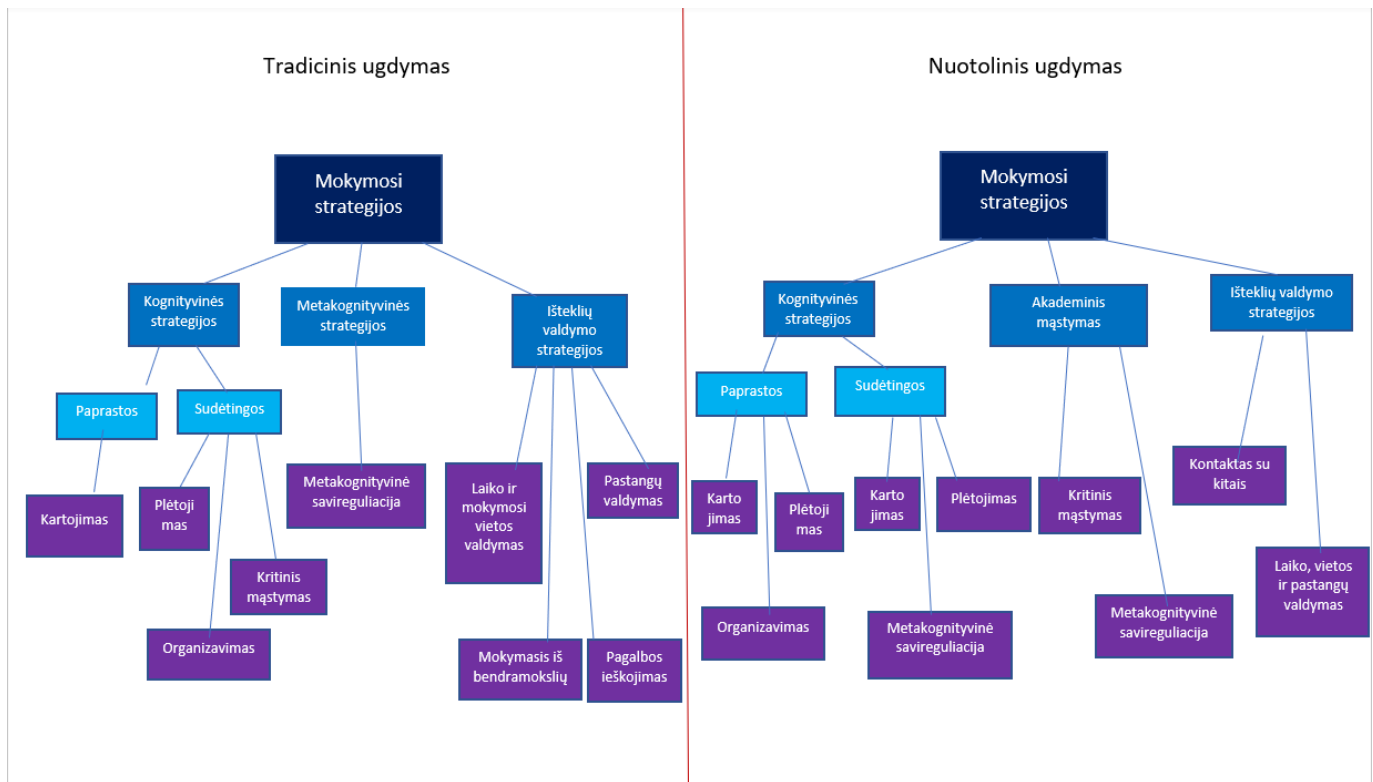 Tradicinis ugdymas
Mokymosi
strategijos
Kognityvinės
strategijos
Metakognityvinės
strategijos
Išteklių
valdymo
strategijos
Paprastos
Sudėtingos
Kartojimas
Plėtoji
mas
Organizavimas
Kritinis
mąstymas
Metakognityvinė
savireguliacija
Laiko ir
mokymosi
vietos
valdymas
Mokymasis iš
bendramokslių
Pagalbos
ieškojimas
Pastangų
valdymas
Nuotolinis ugdymas
Mokymosi
strategijos
Kognityvinės
strategijos
Akademinis
mąstymas
Išteklių valdymo
strategijos
Paprastos
Sudėtingos
Karto
jimas
Organizavimas
Plėtoji
mas
Karto
jimas
Metakognityvinė
savireguliacija
Plėtojimas
Kritinis
mąstymas
Metakognityvinė
savireguliacija
Kontaktas su
kitais
Laiko, vietos
ir pastangų
valdymas